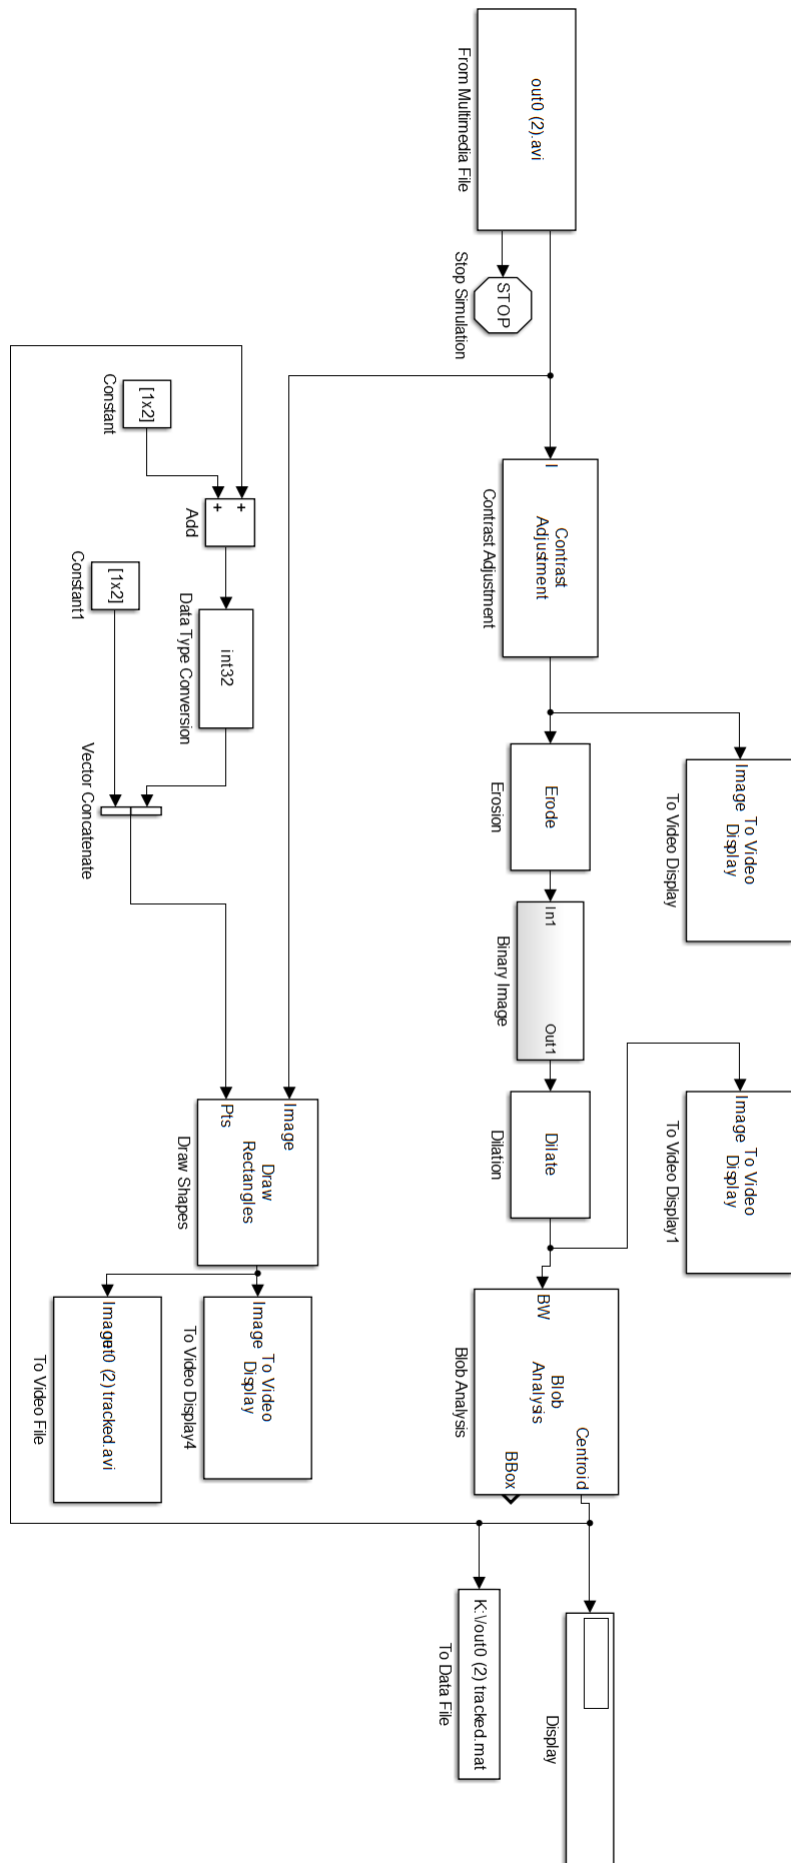 out0 (2).avi
From Multimedia File
STOP
Stop Simulation
I
Contrast
Adjustment
Contrast Adjustment
Image
To Video
Display
To Video Display
Erode
Erosion
In1
Out1
Binary Image
Dilate
Dilation
Image
To Video
Display
To Video Display1
BW
Blob
Analysis
Centroid
BBox
Blob Analysis
Display
K:\/out0 (2) tracked.mat
To Data File
[1x2]
Constant
+
+
Add
int32
Data Type Conversion
[1x2]
Constant1
Vector Concatenate
Image
Pts
Draw
Rectangles
Draw Shapes
Image
To Video
Display
To Video Display4
Image
(2) tracked.avi
To Video File